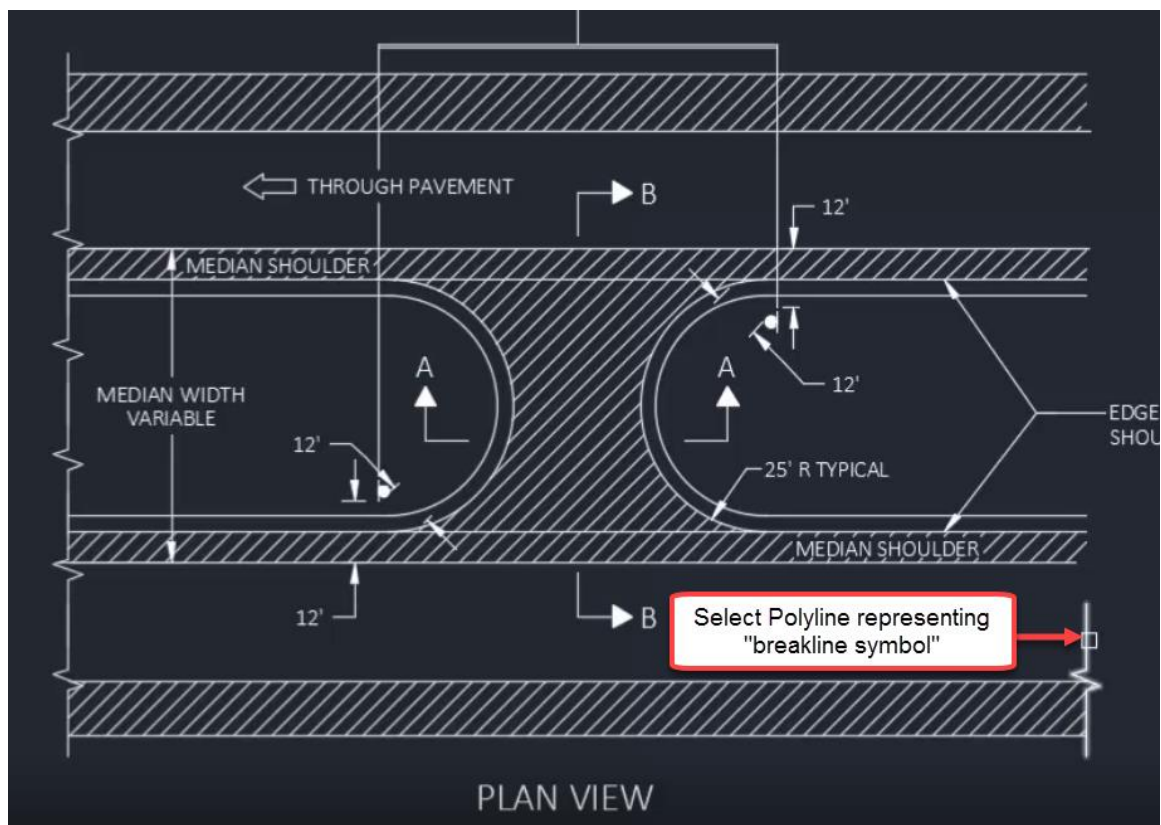 THROUGH PAVEMENT
B
12'
MEDIAN SHOULDER
A
A
MEDIAN WIDTH
VARIABLE
12'
12'
EDGE
SHOU
25' R TYPICAL
MEDIAN SHOULDER
12'
B
Select Polyline representing
"breakline symbol"
PLAN VIEW